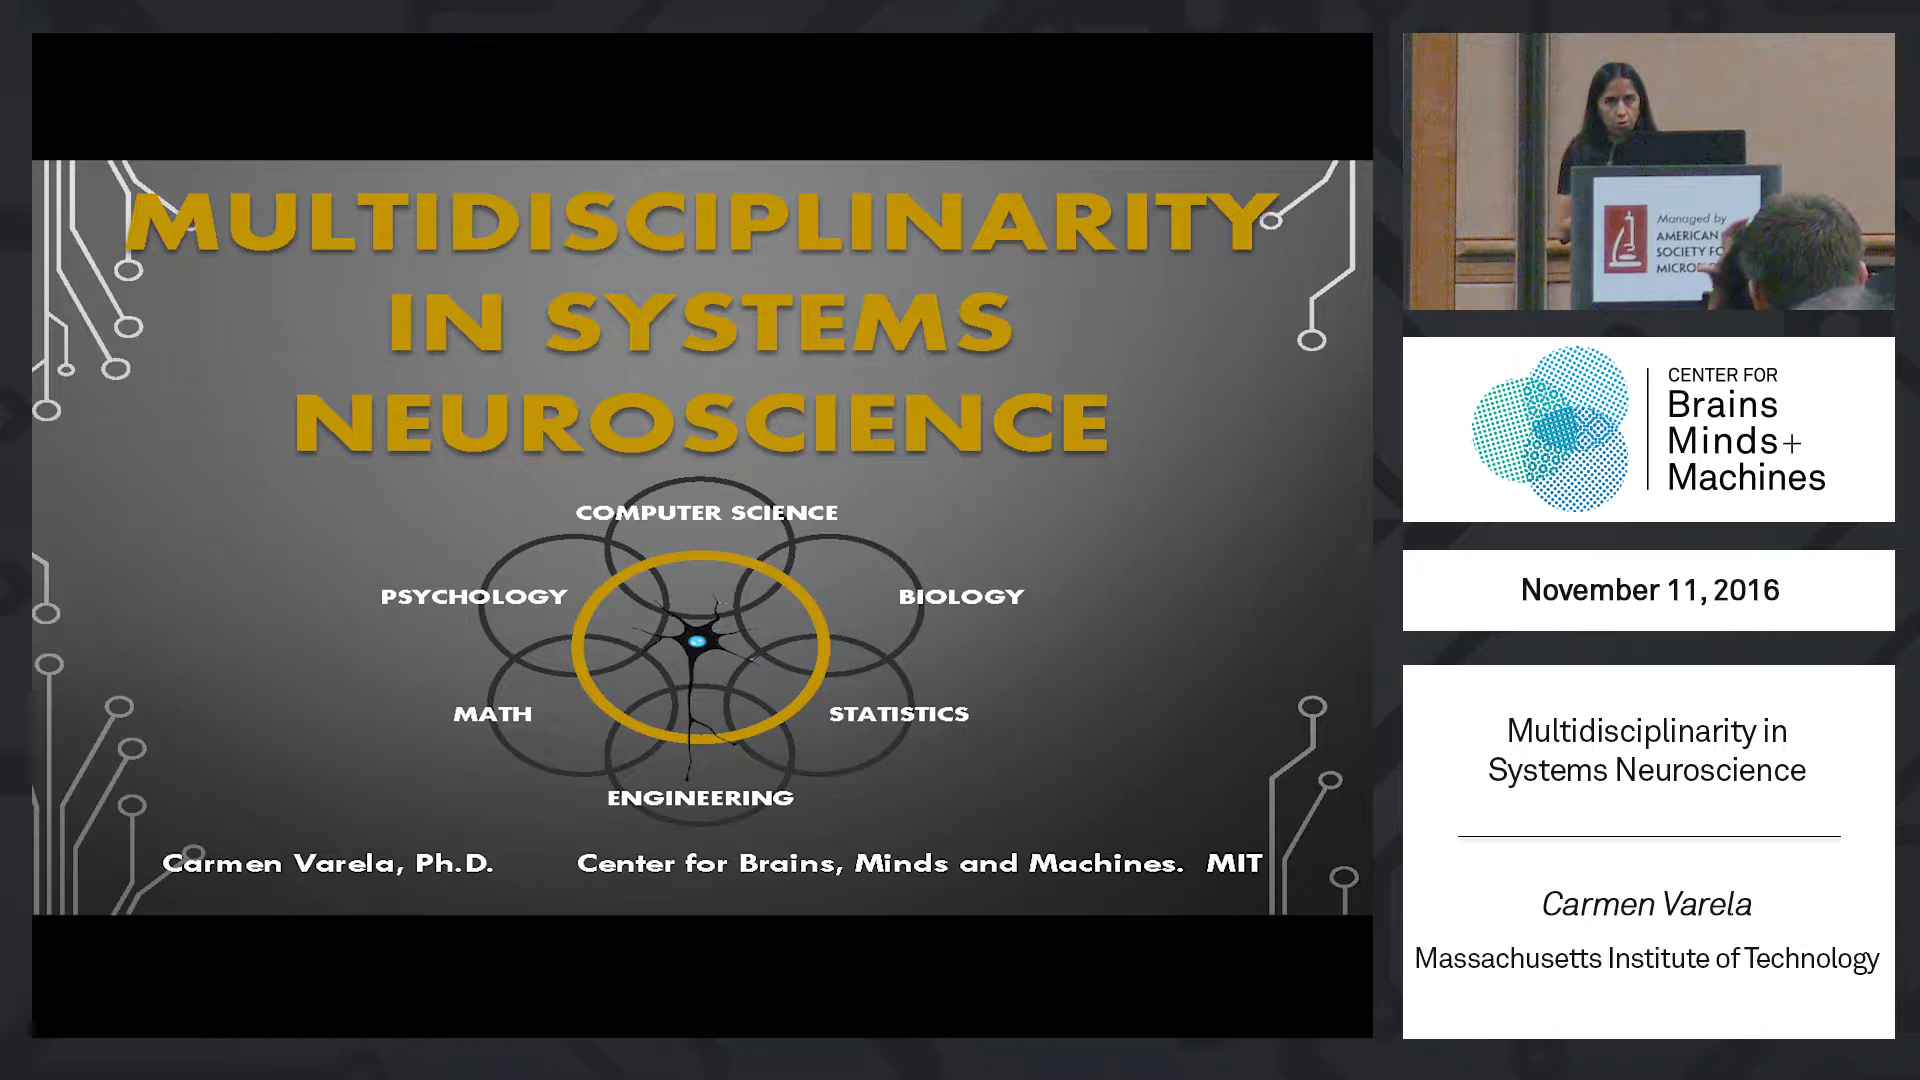 MULTIDISCIPLINARITY
IN SYSTEMS
NEUROSCIENCE
COMPUTER SCIENCE
PSYCHOLOGY
BIOLOGY
MATH
STATISTICS
ENGINEERING
Carmen Varela, Ph.D.
Center for Brains, Minds and Machines. MIT
Managed by
AMERICAN
SOCIETY
CENTER FOR
Brains
Minds+
Machines
November 11, 2016
Multidisciplinarity in
Systems Neuroscience
Carmen Varela
Massachusetts Institute of Technology